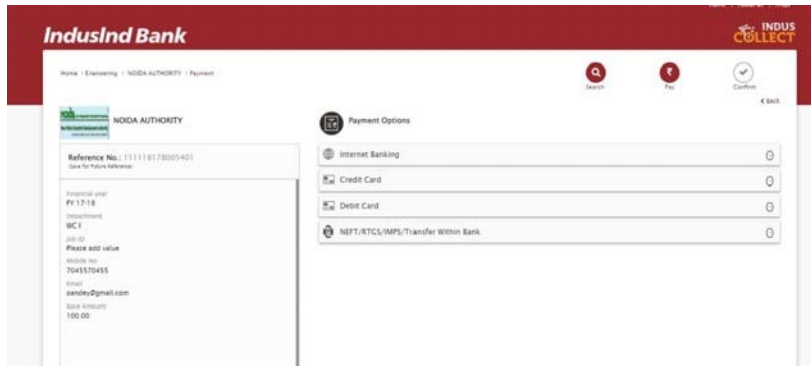 IndusInd Bank
INDUS
COLLECT
Home > Etendering > NOIDA AUTHORITY > Payment
Search
Pay
Confirm
Back
NOIDA AUTHORITY
Payment Options
Reference No.: 111118178005401
(Save for Future Reference)
Internet Banking
Credit Card
Debit Card
NEFT/RTGS/IMPS/Transfer Within Bank
Financial year
FY 17-18
Department
WC I
Job ID
Please add value
Mobile No
7045570455
Email
pandey@gmail.com
Base Amount
100.00